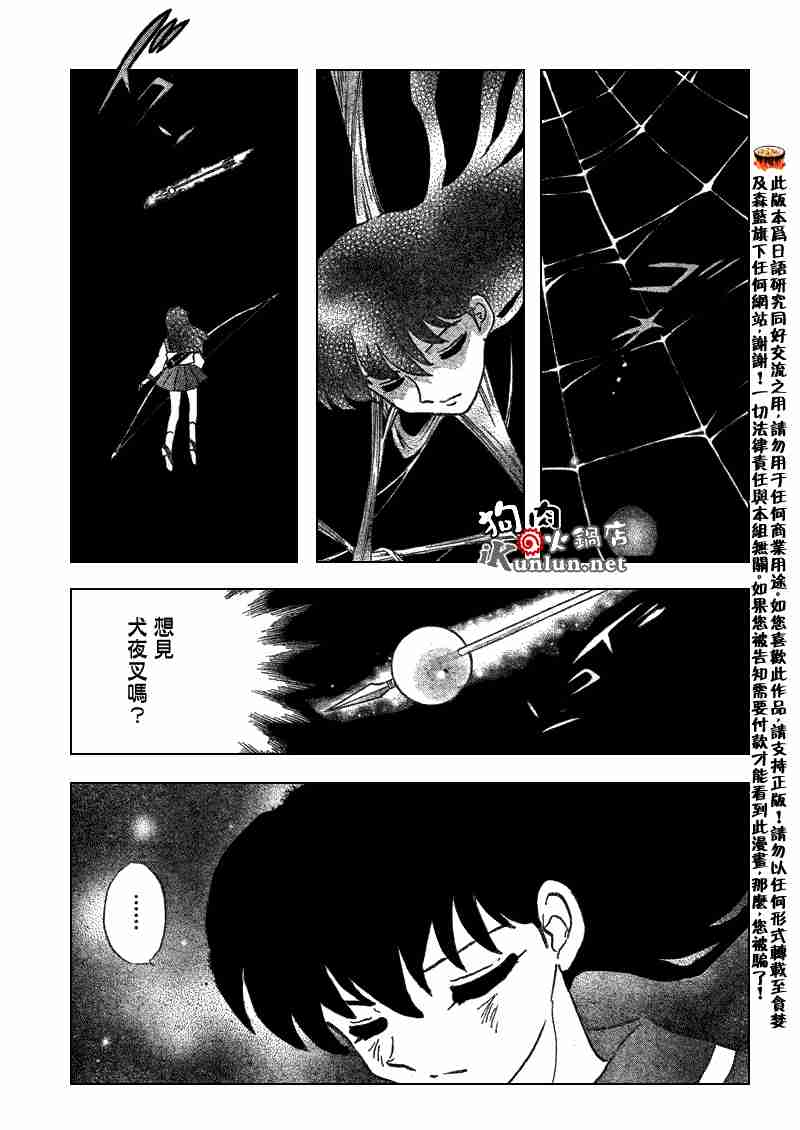 此版本爲日語研究同好交流之用，請勿用于任何商業用途。如您喜歡此作品，請支持正版！請勿以任何形式轉載至貪婪
及森藍旗下任何網站，謝謝！一切法律責任與本組無關。如果您被告知需要付款才能看到此漫畫，那麼，您被騙了！
狗肉火鍋店
iKunlun.net
想見
犬夜叉嗎？
……